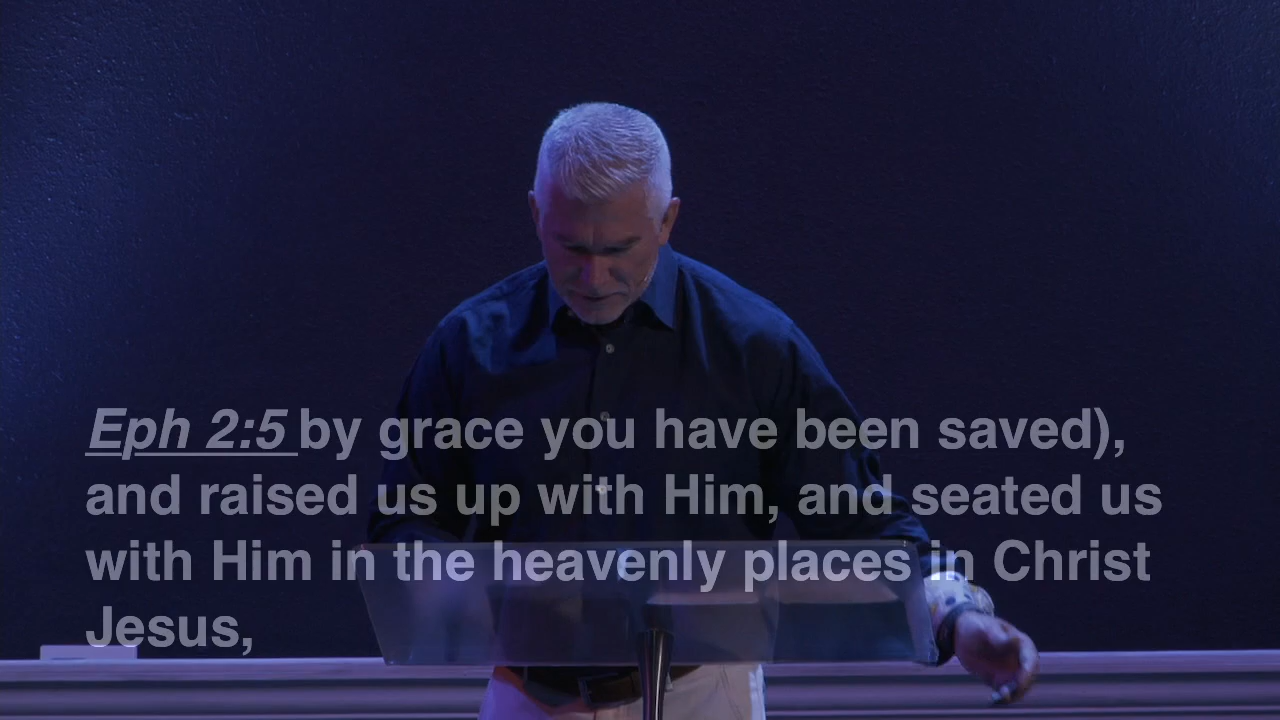 Eph 2:5 by grace you have been saved),
and raised us up with Him, and seated us
with Him in the heavenly places in Christ
Jesus,